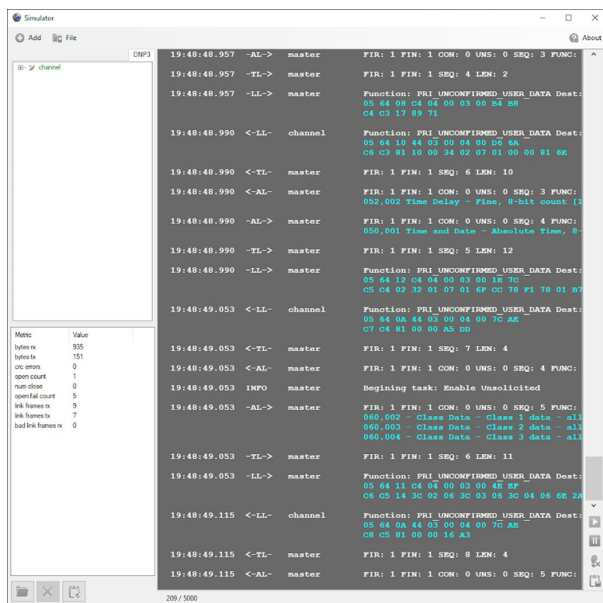 Simulator
Add File About
DNP3
channel
19:48:48.957 -AL-> master FIR: 1 FIN: 1 CON: 0 UNS: 0 SEQ: 3 FUNC:
19:48:48.957 -TL-> master FIR: 1 FIN: 1 SEQ: 4 LEN: 2
19:48:48.957 -LL-> master Function: PRI_UNCONFIRMED_USER_DATA Dest:
05 64 08 C4 04 00 03 00 B4 B8
C4 C3 17 89 71
19:48:48.990 <-LL- channel Function: PRI_UNCONFIRMED_USER_DATA Dest:
05 64 10 44 03 00 04 00 D6 6A
C6 C3 81 10 00 34 02 07 01 00 00 81 6E
19:48:48.990 <-TL- master FIR: 1 FIN: 1 SEQ: 6 LEN: 10
19:48:48.990 <-AL- master FIR: 1 FIN: 1 CON: 0 UNS: 0 SEQ: 3 FUNC:
052,002 Time Delay - Fine, 8-bit count [1
19:48:48.990 -AL-> master FIR: 1 FIN: 1 CON: 0 UNS: 0 SEQ: 4 FUNC:
050,001 Time and Date - Absolute Time, 8-
19:48:48.990 -TL-> master FIR: 1 FIN: 1 SEQ: 5 LEN: 12
19:48:48.990 -LL-> master Function: PRI_UNCONFIRMED_USER_DATA Dest:
05 64 12 C4 04 00 03 00 1E 7C
C5 C4 02 32 01 07 01 6F CC 78 F1 78 01 B7
19:48:49.053 <-LL- channel Function: PRI_UNCONFIRMED_USER_DATA Dest:
05 64 0A 44 03 00 04 00 7C AE
C7 C4 81 00 00 A5 DD
19:48:49.053 <-TL- master FIR: 1 FIN: 1 SEQ: 7 LEN: 4
19:48:49.053 <-AL- master FIR: 1 FIN: 1 CON: 0 UNS: 0 SEQ: 4 FUNC:
19:48:49.053 INFO master Begining task: Enable Unsolicited
19:48:49.053 -AL-> master FIR: 1 FIN: 1 CON: 0 UNS: 0 SEQ: 5 FUNC:
060,002 - Class Data - Class 1 data - all
060,003 - Class Data - Class 2 data - all
060,004 - Class Data - Class 3 data - all
19:48:49.053 -TL-> master FIR: 1 FIN: 1 SEQ: 6 LEN: 11
19:48:49.053 -LL-> master Function: PRI_UNCONFIRMED_USER_DATA Dest:
05 64 11 C4 04 00 03 00 4E EF
C6 C5 14 3C 02 06 3C 03 06 3C 04 06 6E 2A
19:48:49.115 <-LL- channel Function: PRI_UNCONFIRMED_USER_DATA Dest:
05 64 0A 44 03 00 04 00 7C AE
C8 C5 81 00 00 16 A3
19:48:49.115 <-TL- master FIR: 1 FIN: 1 SEQ: 8 LEN: 4
19:48:49.115 <-AL- master FIR: 1 FIN: 1 CON: 0 UNS: 0 SEQ: 5 FUNC:
Metric Value
bytes rx 935
bytes tx 151
crc errors 0
open count 1
num close 0
open fail count 5
link frames rx 9
link frames tx 7
bad link frames rx 0
209 / 5000